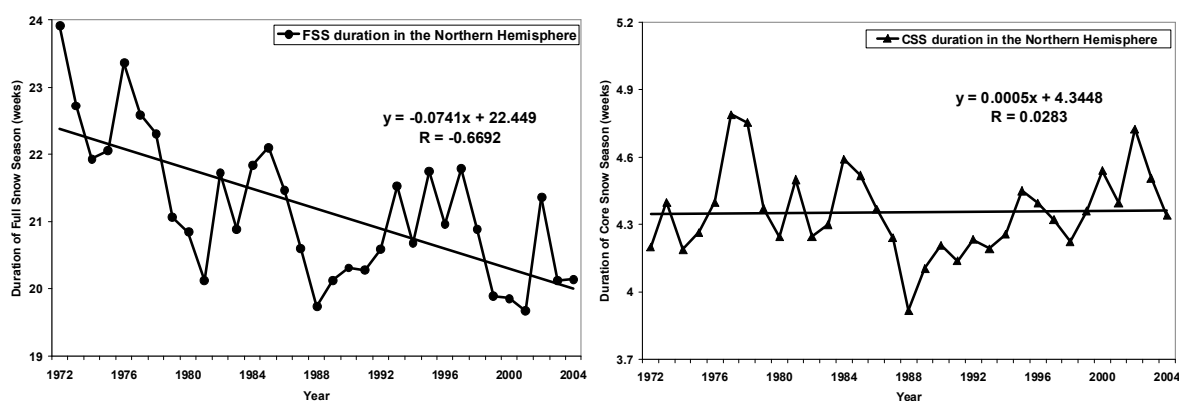 24
23
22
21
20
19
Duration of Full Snow Season (weeks)
FSS duration in the Northern Hemisphere
y = -0.0741x + 22.449
R = -0.6692
1972 1976 1980 1984 1988 1992 1996 2000 2004
Year
5.2
4.9
4.6
4.3
4
3.7
Duration of Core Snow Season (weeks)
CSS duration in the Northern Hemisphere
y = 0.0005x + 4.3448
R = 0.0283
1972 1976 1980 1984 1988 1992 1996 2000 2004
Year